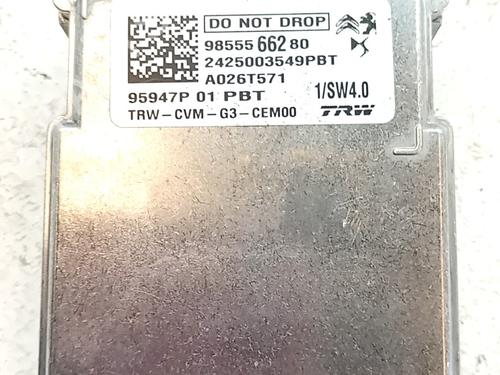 DO NOT DROP
98555 662 80
2425003549PBT
A026T571
95947P 01 PBT 1/SW4.0
TRW-CVM-G3-CEM00 TRW